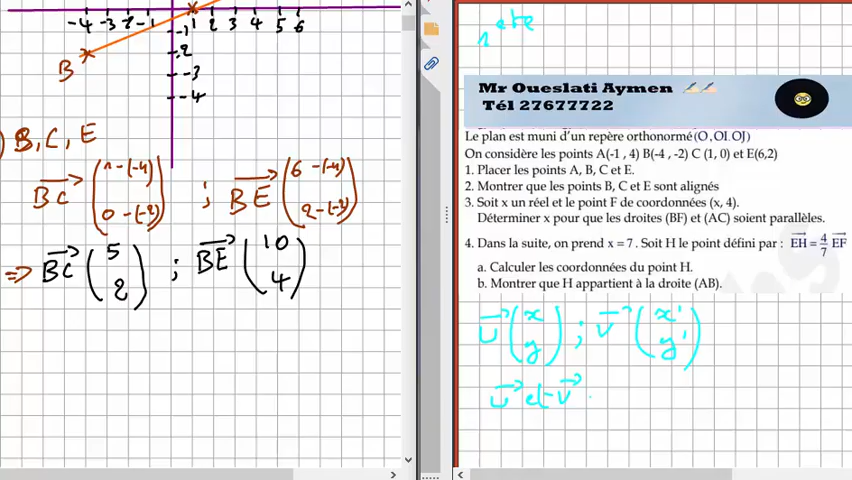 -4 -3 -2 -1 1 2 3 4 5 6
-1
-2
-3
-4
B
) B, C, E
BC (1-(-4) 0-(-2)) ; BE (6-(-4) 2-(-2))
=> BC (5 2) ; BE (10 4)
Mr Oueslati Aymen
Tél 27677722
Le plan est muni d'un repère orthonormé (O, OI. OJ)
On considère les points A(-1 , 4) B(-4 , -2) C (1, 0) et E(6,2)
1. Placer les points A, B, C et E.
2. Montrer que les points B, C et E sont alignés
3. Soit x un réel et le point F de coordonnées (x, 4).
Déterminer x pour que les droites (BF) et (AC) soient parallèles.
4. Dans la suite, on prend x = 7 . Soit H le point défini par : EH = 4/7 EF
a. Calculer les coordonnées du point H.
b. Montrer que H appartient à la droite (AB).
U (x y) ; V (x' y')
U et V